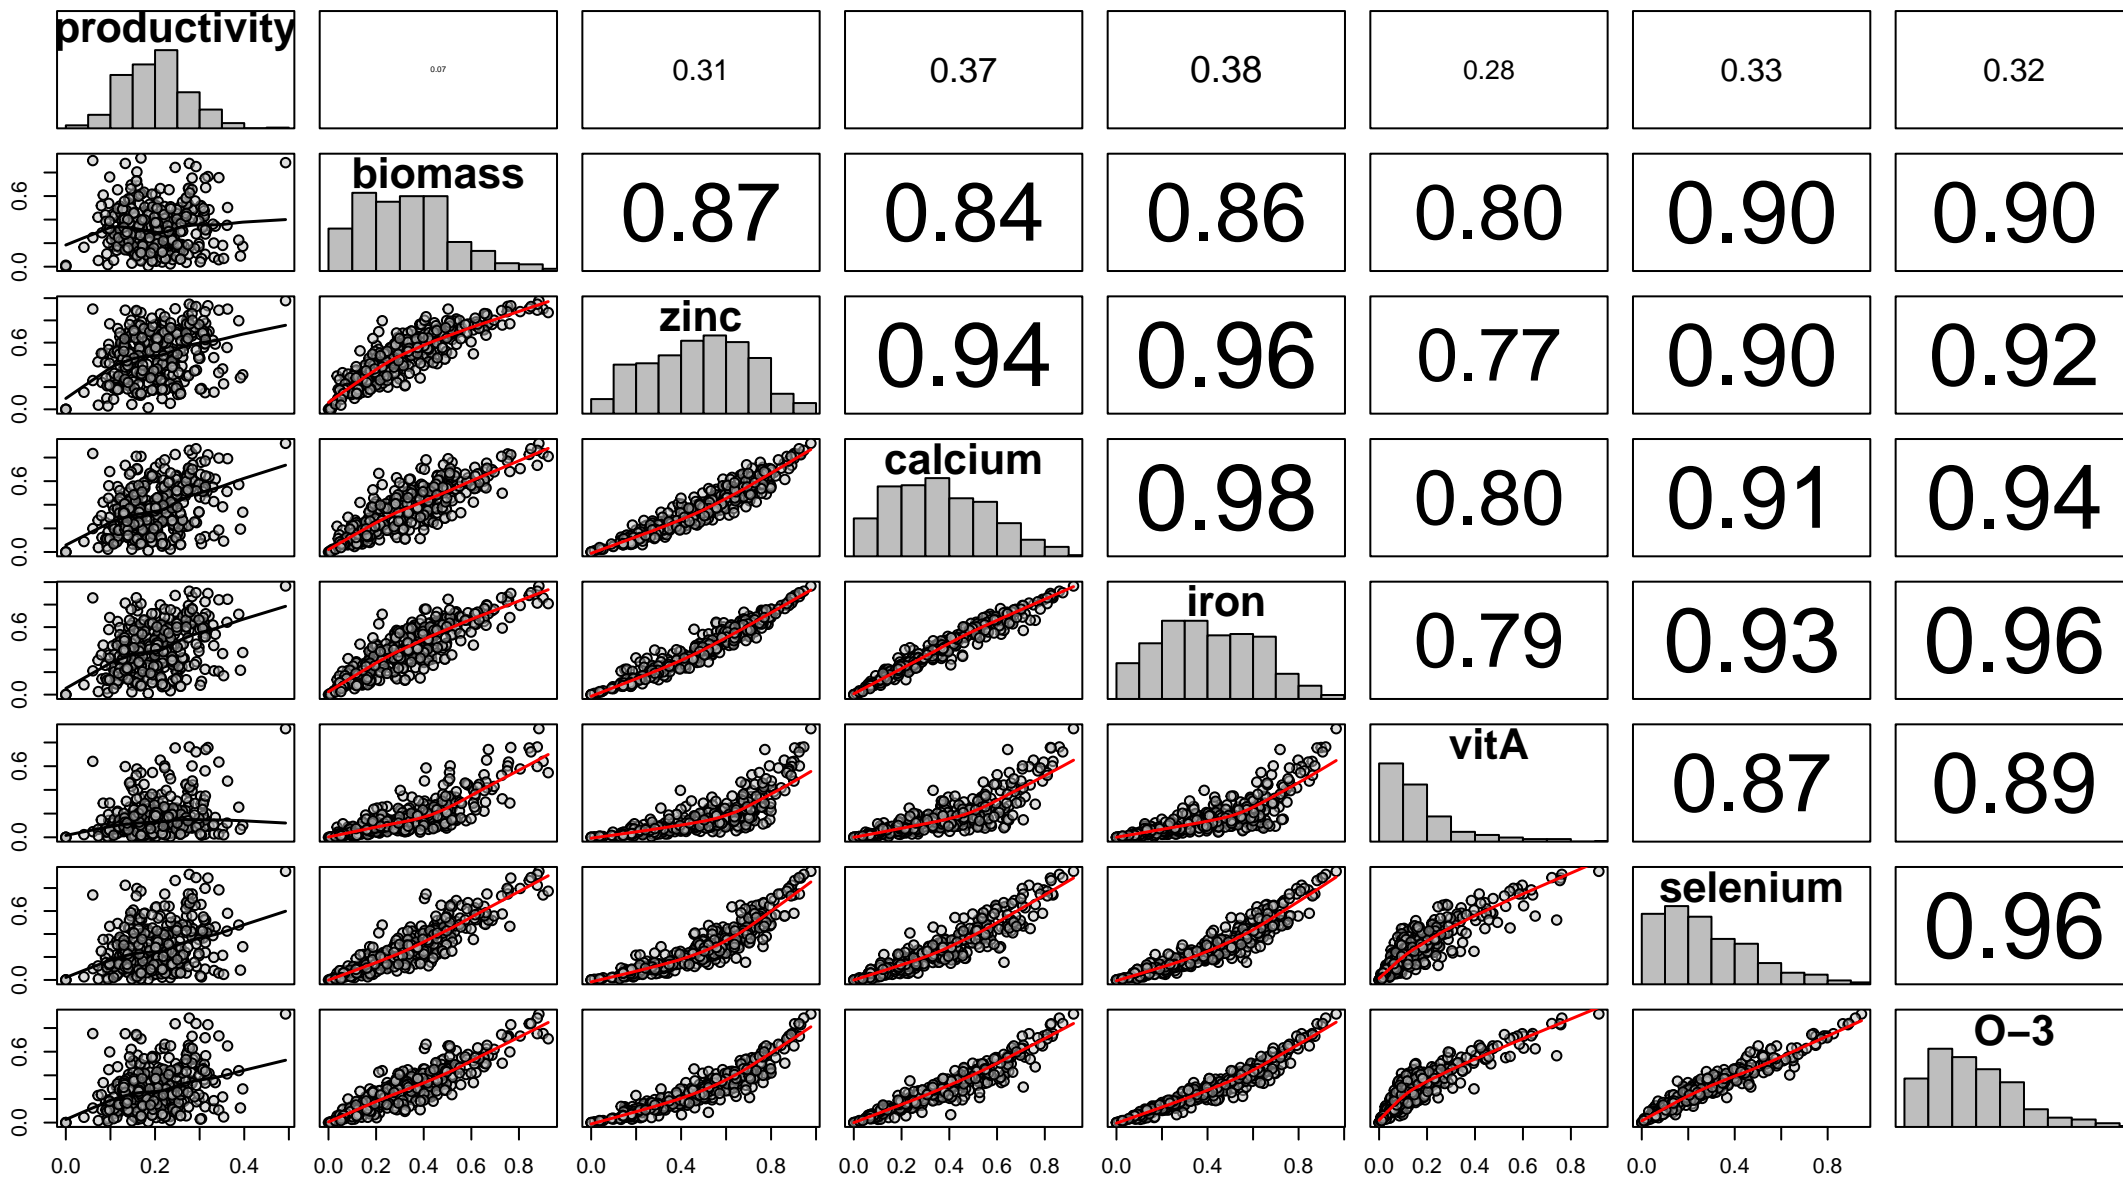 productivity
0.07 0.31 0.37 0.38 0.28 0.33 0.32
0.0 0.6 biomass 0.87 0.84 0.86 0.80 0.90 0.90
0.0 0.6 zinc 0.94 0.96 0.77 0.90 0.92
0.0 0.6 calcium 0.98 0.80 0.91 0.94
0.0 0.6 iron 0.79 0.93 0.96
0.0 0.6 vitA 0.87 0.89
0.0 0.6 selenium 0.96
0.0 0.6 O−3
0.0 0.2 0.4 0.0 0.2 0.4 0.6 0.8 0.0 0.4 0.8 0.0 0.2 0.4 0.6 0.8 0.0 0.4 0.8 0.0 0.2 0.4 0.6 0.8 0.0 0.4 0.8